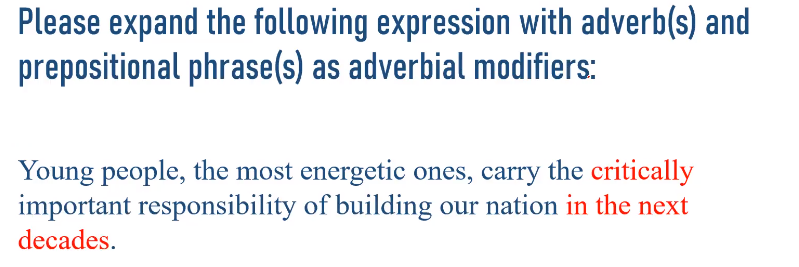 Please expand the following expression with adverb(s) and
prepositional phrase(s) as adverbial modifiers:
Young people, the most energetic ones, carry the critically
important responsibility of building our nation in the next
decades.